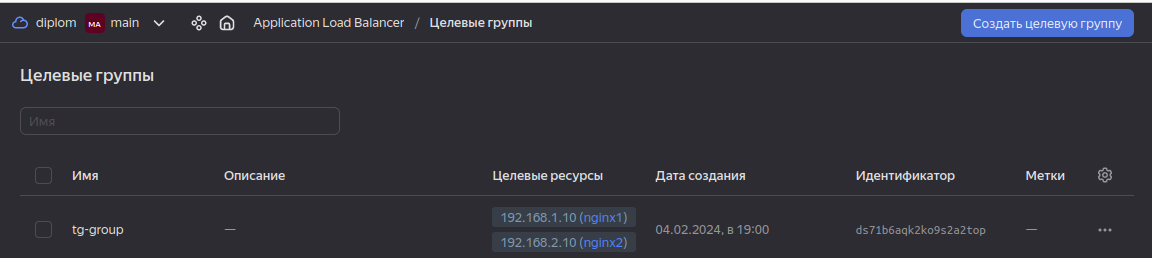 diplom MA main Application Load Balancer / Целевые группы Создать целевую группу
Целевые группы
Имя
Имя Описание Целевые ресурсы Дата создания Идентификатор Метки
192.168.1.10 (nginx1)
tg-group — 04.02.2024, в 19:00 ds71b6aqk2ko9s2a2top —
192.168.2.10 (nginx2)